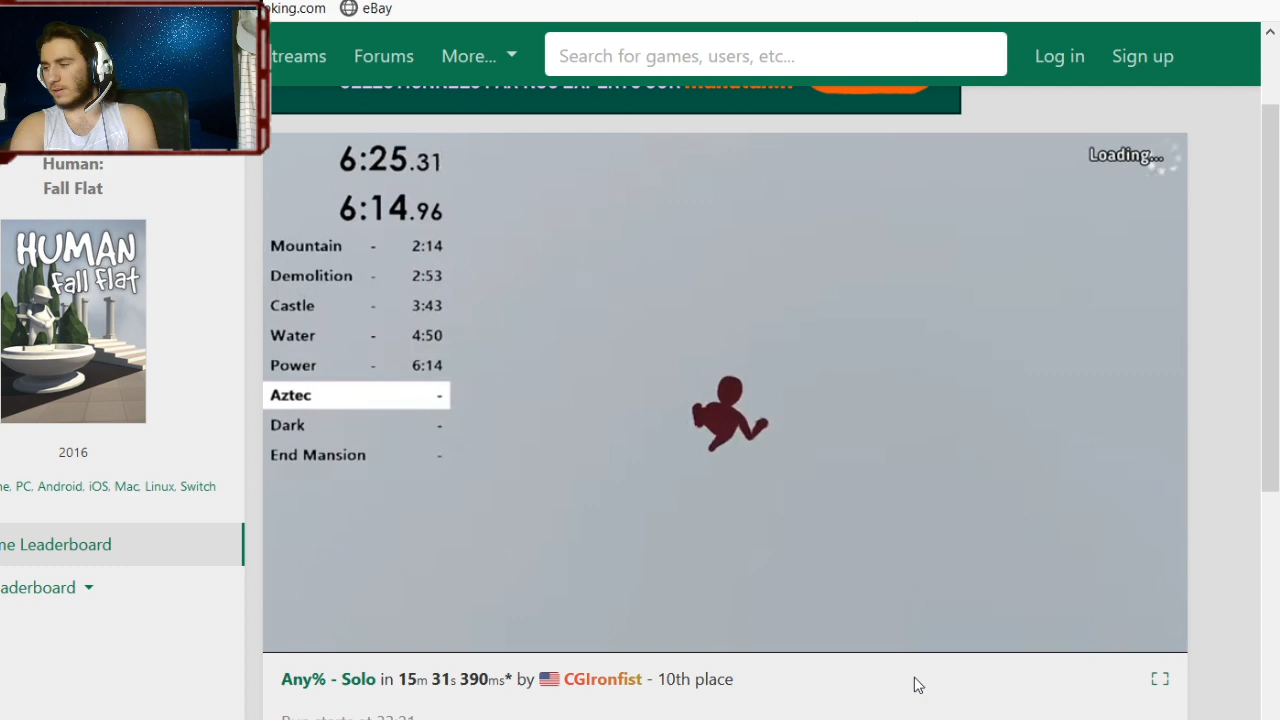 oking.com eBay
treams Forums More... Search for games, users, etc... Log in Sign up
6:25.31
6:14.96
Loading...
Mountain - 2:14
Demolition - 2:53
Castle - 3:43
Water - 4:50
Power - 6:14
Aztec -
Dark -
End Mansion -
Human:
Fall Flat
HUMAN
fall flat
2016
ne, PC, Android, iOS, Mac, Linux, Switch
me Leaderboard
aderboard
Any% - Solo in 15m 31s 390ms* by CGIronfist - 10th place